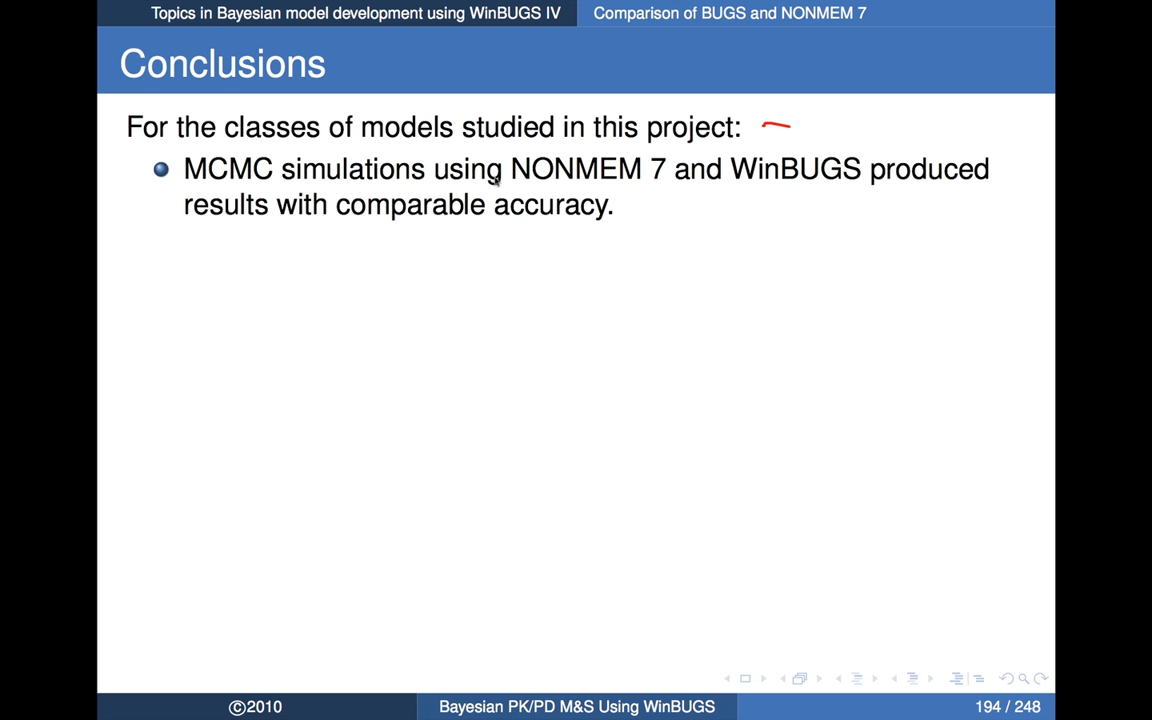 Topics in Bayesian model development using WinBUGS IV Comparison of BUGS and NONMEM 7
Conclusions
For the classes of models studied in this project:
MCMC simulations using NONMEM 7 and WinBUGS produced
results with comparable accuracy.
©2010 Bayesian PK/PD M&S Using WinBUGS 194 / 248